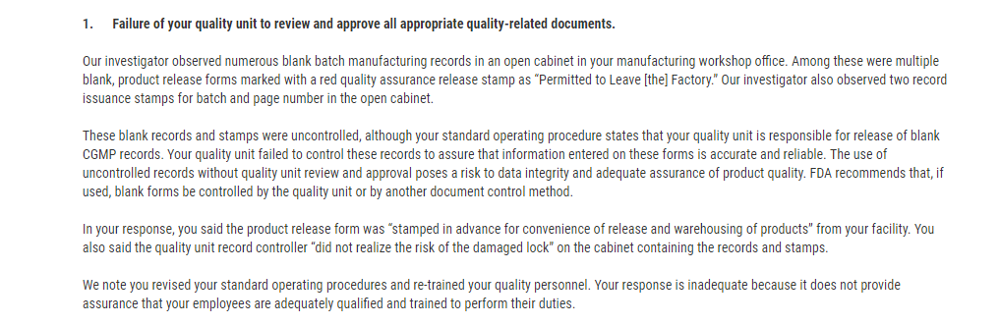 1. Failure of your quality unit to review and approve all appropriate quality-related documents.
Our investigator observed numerous blank batch manufacturing records in an open cabinet in your manufacturing workshop office. Among these were multiple
blank, product release forms marked with a red quality assurance release stamp as “Permitted to Leave [the] Factory.” Our investigator also observed two record
issuance stamps for batch and page number in the open cabinet.
These blank records and stamps were uncontrolled, although your standard operating procedure states that your quality unit is responsible for release of blank
CGMP records. Your quality unit failed to control these records to assure that information entered on these forms is accurate and reliable. The use of
uncontrolled records without quality unit review and approval poses a risk to data integrity and adequate assurance of product quality. FDA recommends that, if
used, blank forms be controlled by the quality unit or by another document control method.
In your response, you said the product release form was “stamped in advance for convenience of release and warehousing of products” from your facility. You
also said the quality unit record controller “did not realize the risk of the damaged lock” on the cabinet containing the records and stamps.
We note you revised your standard operating procedures and re-trained your quality personnel. Your response is inadequate because it does not provide
assurance that your employees are adequately qualified and trained to perform their duties.